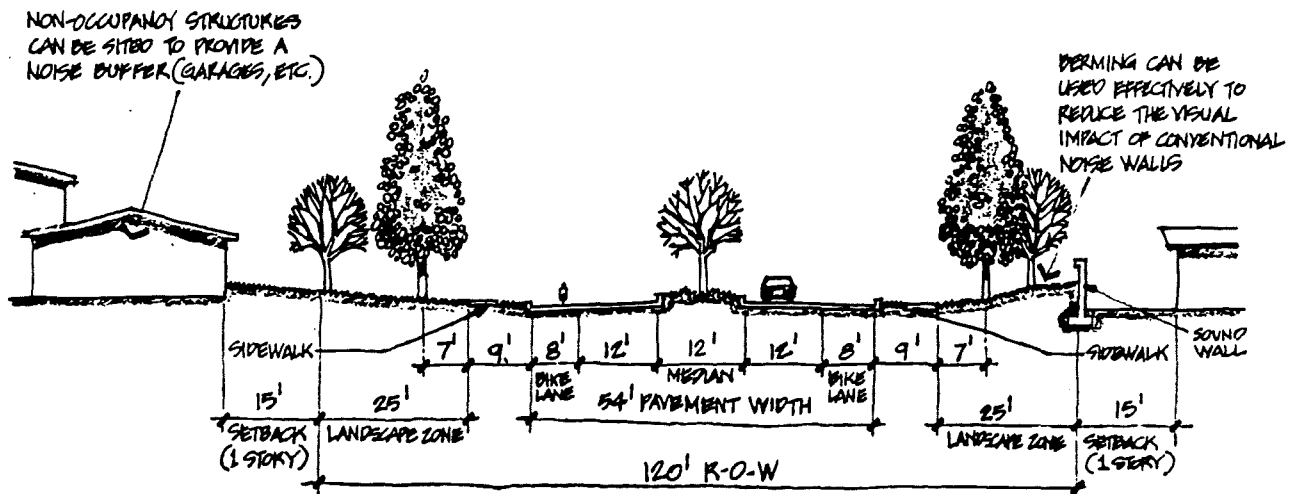 NON-OCCUPANCY STRUCTURES
CAN BE SITED TO PROVIDE A
NOISE BUFFER (GARAGES, ETC.)
BERMING CAN BE
USED EFFECTIVELY TO
REDUCE THE VISUAL
IMPACT OF CONVENTIONAL
NOISE WALLS
SIDEWALK
7' 9' 8' 12' 12' 12' 8' 9' 7'
SIDEWALK
SOUND
WALL
BIKE
LANE
MEDIAN
BIKE
LANE
15' 25' 54' PAVEMENT WIDTH 25' 15'
SETBACK
(1 STORY)
LANDSCAPE ZONE
LANDSCAPE ZONE
SETBACK
(1 STORY)
120' R-O-W